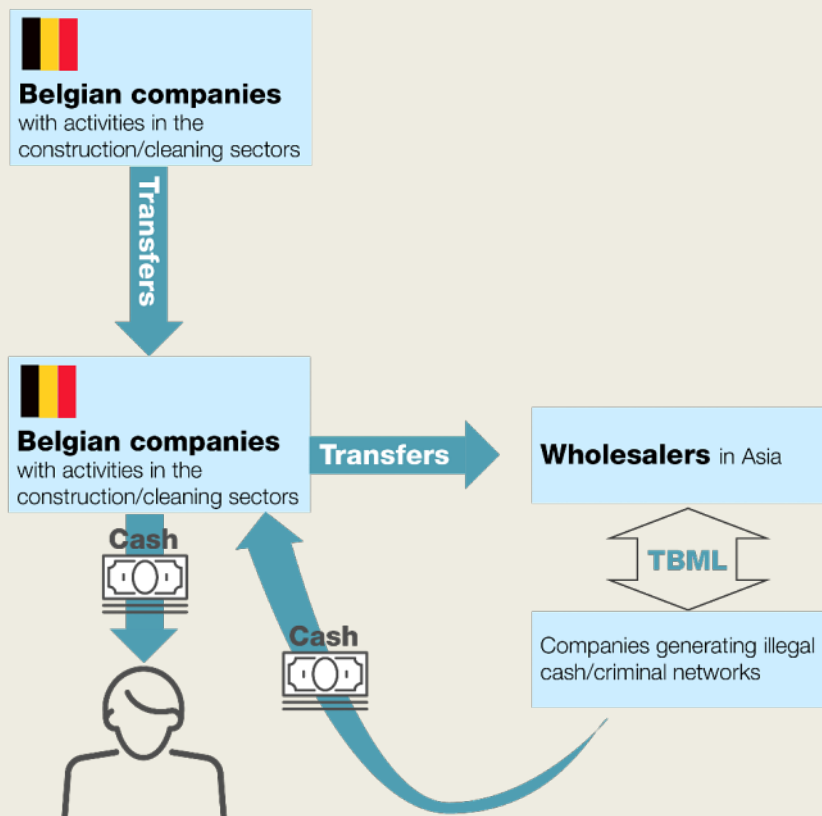 Belgian companies
with activities in the
construction/cleaning sectors
Transfers
Belgian companies
with activities in the
construction/cleaning sectors
Transfers
Wholesalers in Asia
Cash
TBML
Cash
Companies generating illegal
cash/criminal networks